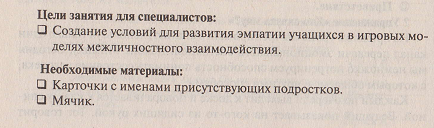 Цели занятия для специалистов:
❑ Создание условий для развития эмпатии учащихся в игровых мо-
делях межличностного взаимодействия.
Необходимые материалы:
❑ Карточки с именами присутствующих подростков.
❑ Мячик.